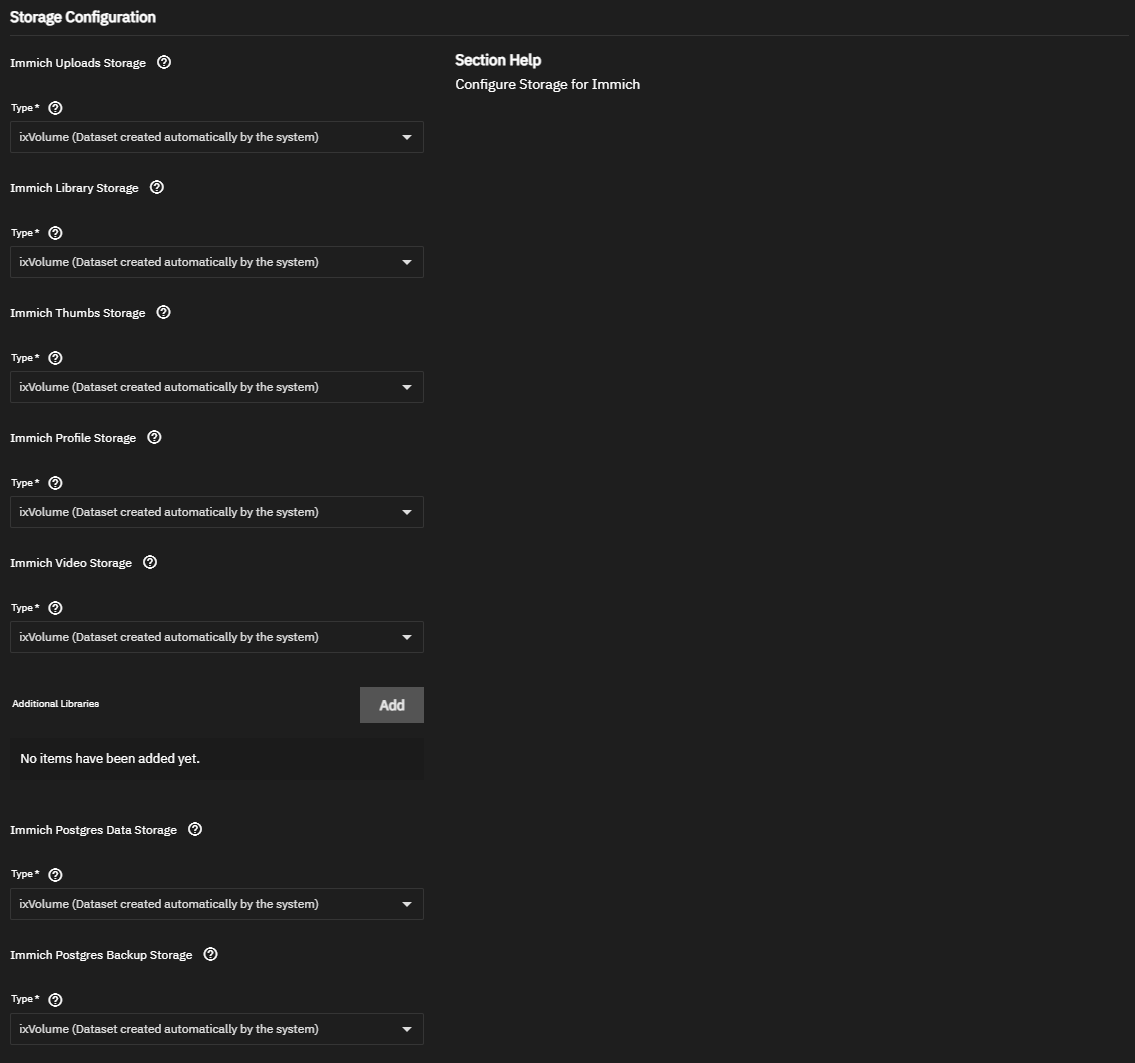 Storage Configuration
Immich Uploads Storage
Type *
ixVolume (Dataset created automatically by the system)
Immich Library Storage
Type *
ixVolume (Dataset created automatically by the system)
Immich Thumbs Storage
Type *
ixVolume (Dataset created automatically by the system)
Immich Profile Storage
Type *
ixVolume (Dataset created automatically by the system)
Immich Video Storage
Type *
ixVolume (Dataset created automatically by the system)
Additional Libraries
Add
No items have been added yet.
Immich Postgres Data Storage
Type *
ixVolume (Dataset created automatically by the system)
Immich Postgres Backup Storage
Type *
ixVolume (Dataset created automatically by the system)
Section Help
Configure Storage for Immich